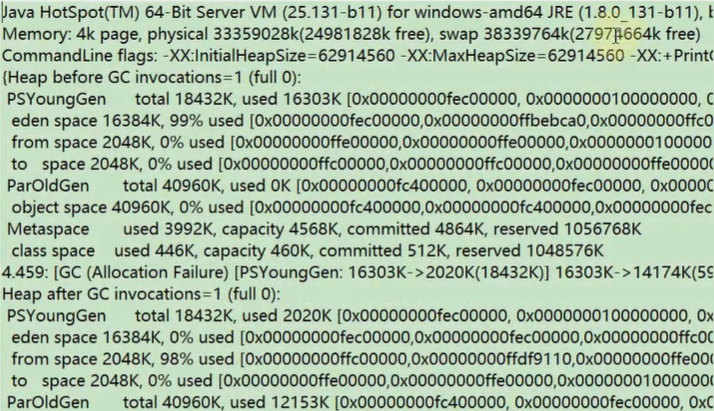 Java HotSpot(TM) 64-Bit Server VM (25.131-b11) for windows-amd64 JRE (1.8.0_131-b11), b
Memory: 4k page, physical 33359028k(24981828k free), swap 38339764k(27974664k free)
CommandLine flags: -XX:InitialHeapSize=62914560 -XX:MaxHeapSize=62914560 -XX:+Print
{Heap before GC invocations=1 (full 0):
PSYoungGen total 18432K, used 16303K [0x00000000fec00000, 0x0000000100000000, 0
eden space 16384K, 99% used [0x00000000fec00000,0x00000000ffbebca0,0x00000000ffc0
from space 2048K, 0% used [0x00000000ffe00000,0x00000000ffe00000,0x0000000100000
to space 2048K, 0% used [0x00000000ffc00000,0x00000000ffc00000,0x00000000ffe00000
ParOldGen total 40960K, used 0K [0x00000000fc400000, 0x00000000fec00000, 0x0000
object space 40960K, 0% used [0x00000000fc400000,0x00000000fc400000,0x00000000fec
Metaspace used 3992K, capacity 4568K, committed 4864K, reserved 1056768K
class space used 446K, capacity 460K, committed 512K, reserved 1048576K
4.459: [GC (Allocation Failure) [PSYoungGen: 16303K->2020K(18432K)] 16303K->14174K(59
Heap after GC invocations=1 (full 0):
PSYoungGen total 18432K, used 2020K [0x00000000fec00000, 0x0000000100000000, 0x
eden space 16384K, 0% used [0x00000000fec00000,0x00000000fec00000,0x00000000ffc00
from space 2048K, 98% used [0x00000000ffc00000,0x00000000ffdf9110,0x00000000ffe000
to space 2048K, 0% used [0x00000000ffe00000,0x00000000ffe00000,0x0000000100000000
ParOldGen total 40960K, used 12153K [0x00000000fc400000, 0x00000000fec00000, 0x0